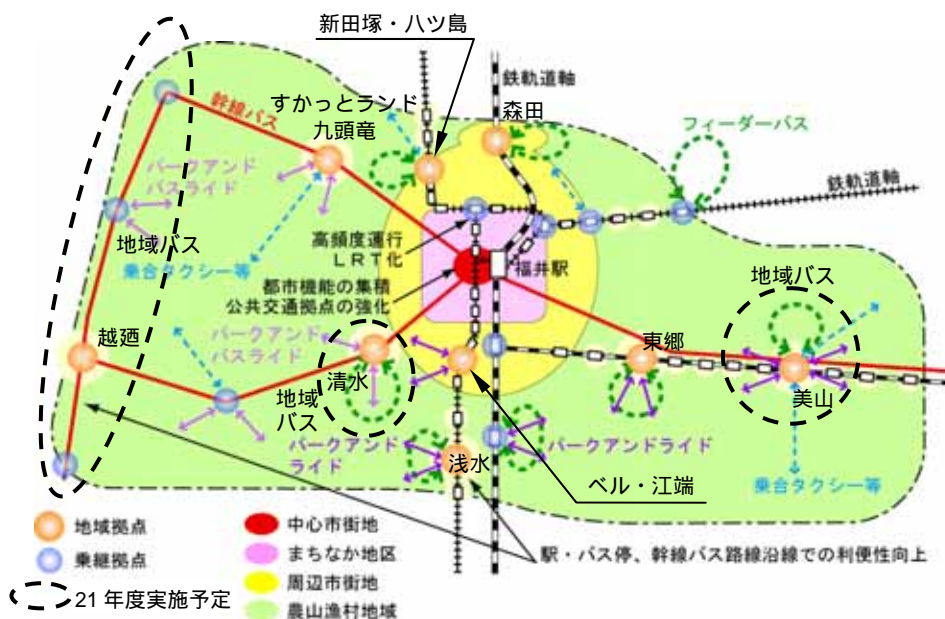 新田塚・八ツ島
鉄軌道軸
森田
すかっとランド
九頭竜
幹線バス
フィーダーバス
パークアンド
バスライド
鉄軌道軸
地域バス
乗合タクシー等
高頻度運行
LRT化
福井駅
都市機能の集積
公共交通拠点の強化
地域バス
越廼
パークアンド
バスライド
清水
地域
バス
東郷
美山
パークアンド
ライド
浅水
パークアンドライド
乗合タクシー等
ベル・江端
駅・バス停、幹線バス路線沿線での利便性向上
地域拠点
乗継拠点
21年度実施予定
中心市街地
まちなか地区
周辺市街地
農山漁村地域